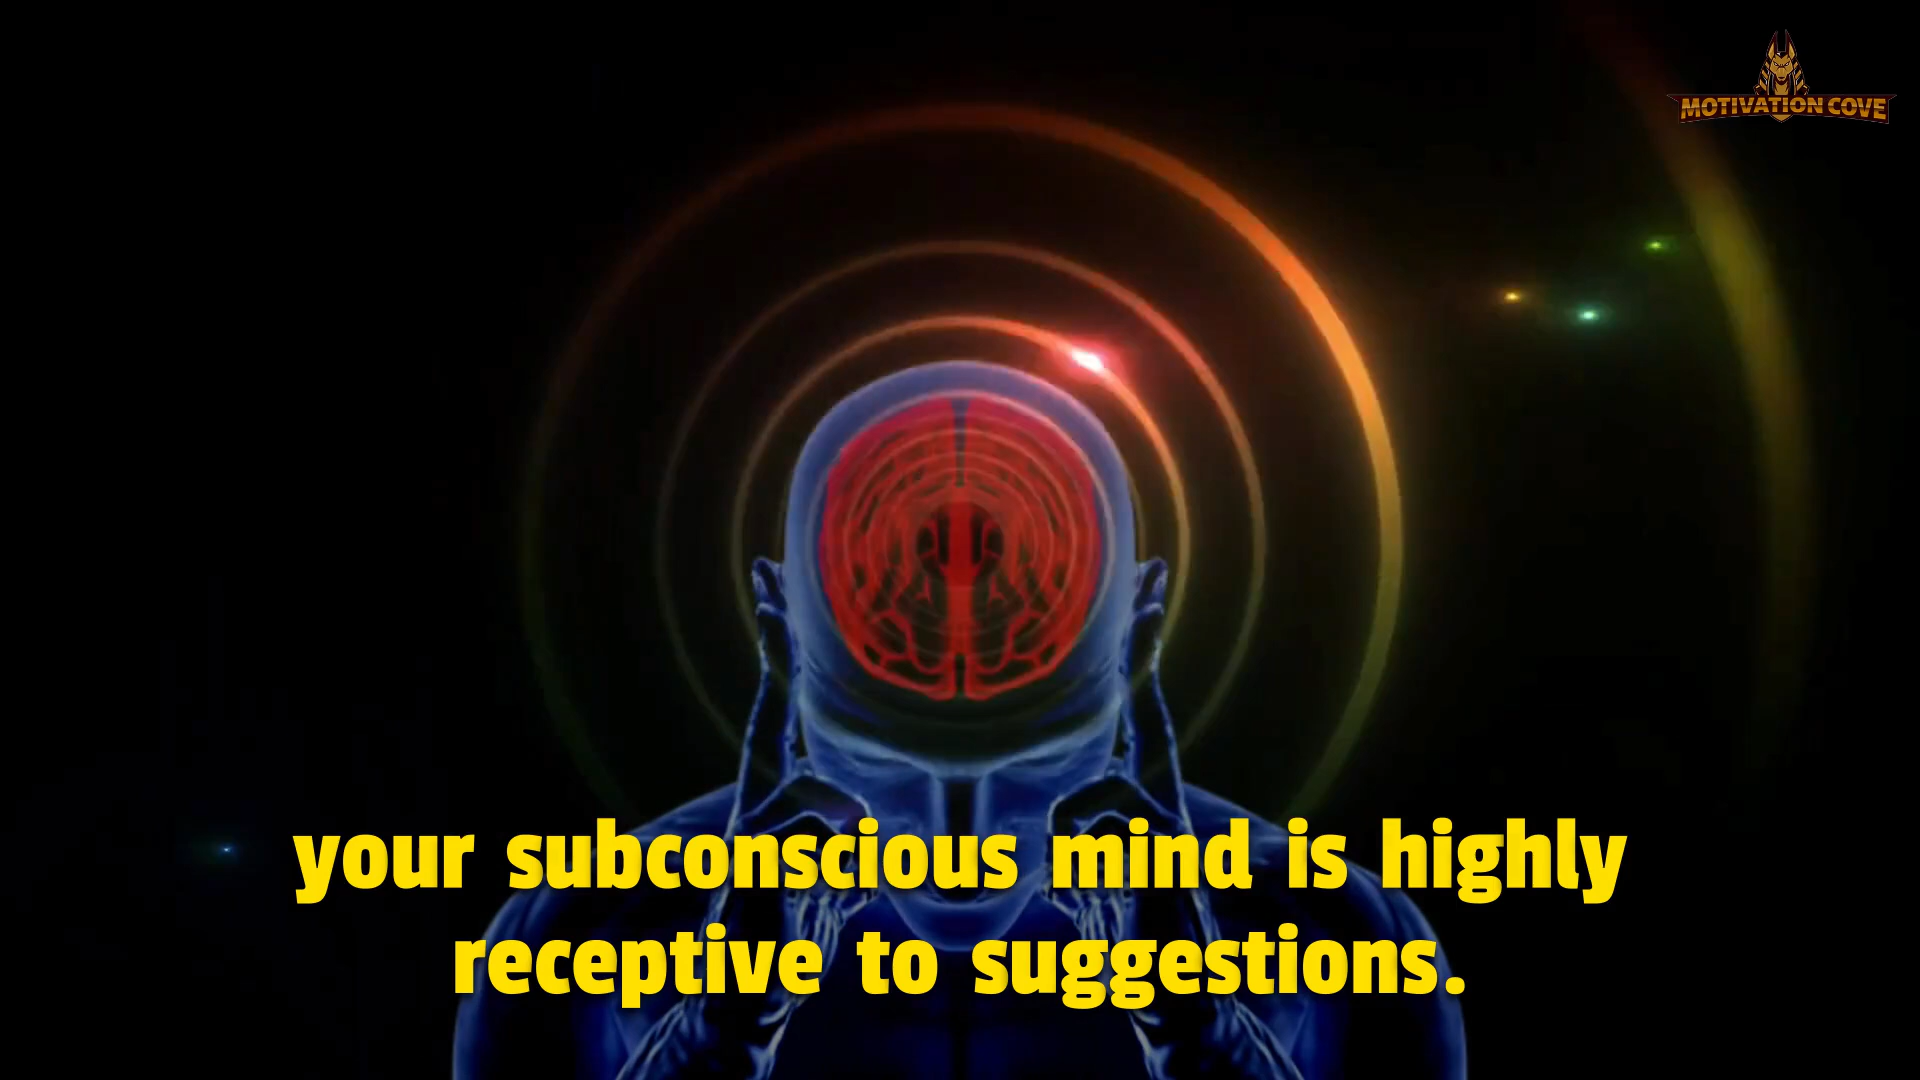 MOTIVATION COVE
your subconscious mind is highly
receptive to suggestions.